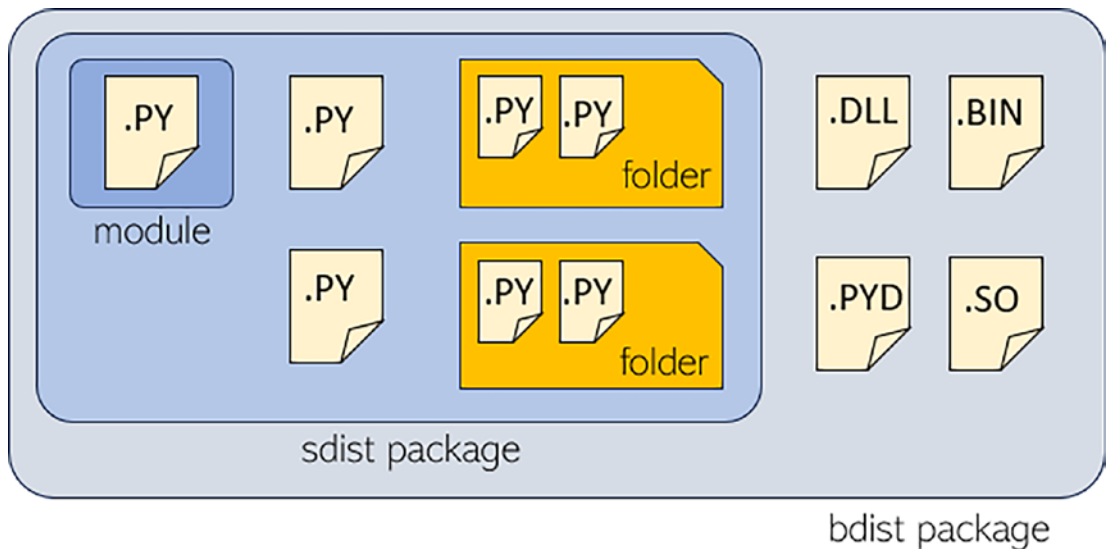 .PY
module
.PY
.PY
.PY .PY
folder
.PY .PY
folder
sdist package
.DLL
.BIN
.PYD
.SO
bdist package